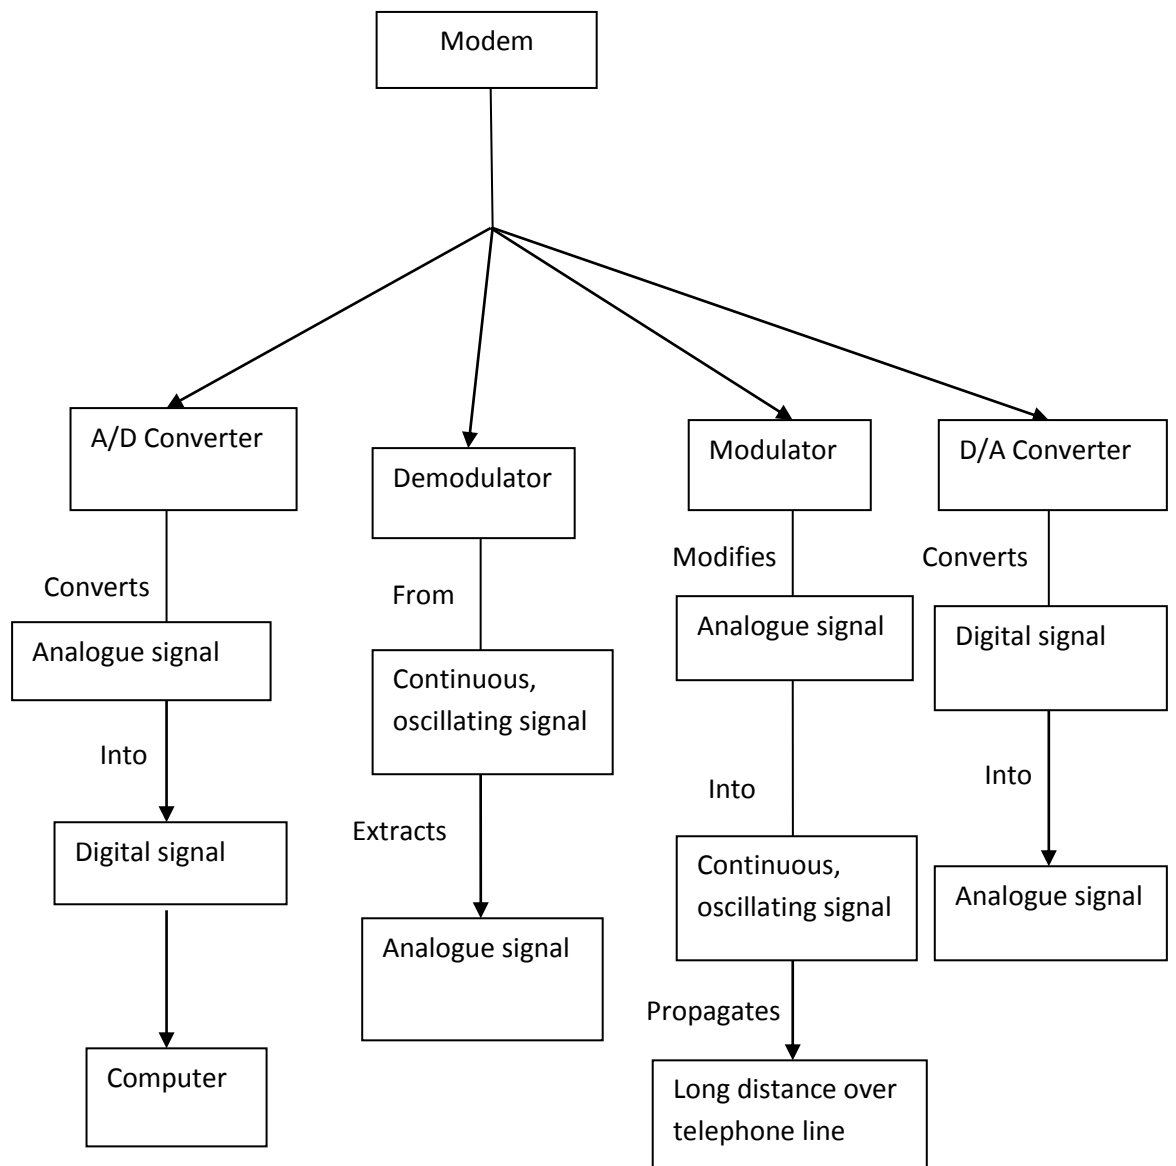 Modem
A/D Converter
Converts
Analogue signal
Into
Digital signal
Computer
Demodulator
From
Continuous,
oscillating signal
Extracts
Analogue signal
Modulator
Modifies
Analogue signal
Into
Continuous,
oscillating signal
Propagates
Long distance over
telephone line
D/A Converter
Converts
Digital signal
Into
Analogue signal